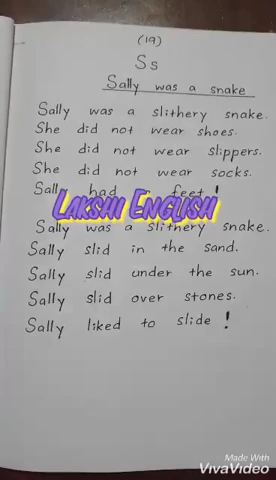 (19)
Ss
Sally was a snake
Sally was a slithery snake.
She did not wear shoes.
She did not wear slippers.
She did not wear socks.
Sally had feet!
LAKSHI ENGLISH
Sally was a slithery snake.
Sally slid in the sand.
Sally slid under the sun.
Sally slid over stones.
Sally liked to slide!
Made With
VivaVideo